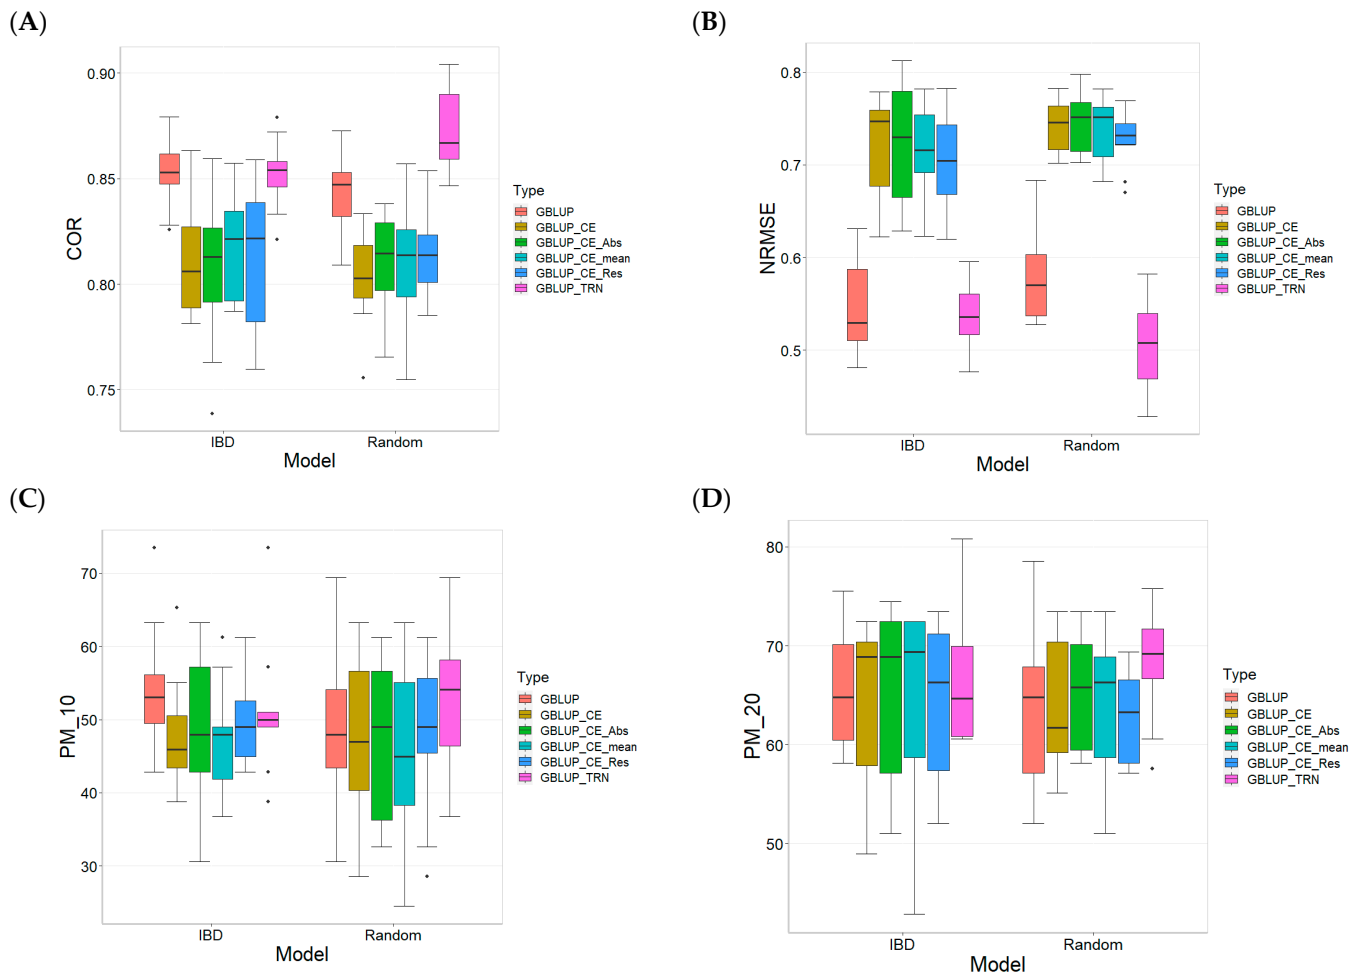 (A)
COR
0.90
0.85
0.80
0.75
IBD
Random
Model
Type
GBLUP
GBLUP_CE
GBLUP_CE_Abs
GBLUP_CE_mean
GBLUP_CE_Res
GBLUP_TRN
(B)
NRMSE
0.8
0.7
0.6
0.5
IBD
Random
Model
Type
GBLUP
GBLUP_CE
GBLUP_CE_Abs
GBLUP_CE_mean
GBLUP_CE_Res
GBLUP_TRN
(C)
PM_10
70
60
50
40
30
IBD
Random
Model
Type
GBLUP
GBLUP_CE
GBLUP_CE_Abs
GBLUP_CE_mean
GBLUP_CE_Res
GBLUP_TRN
(D)
PM_20
80
70
60
50
IBD
Random
Model
Type
GBLUP
GBLUP_CE
GBLUP_CE_Abs
GBLUP_CE_mean
GBLUP_CE_Res
GBLUP_TRN